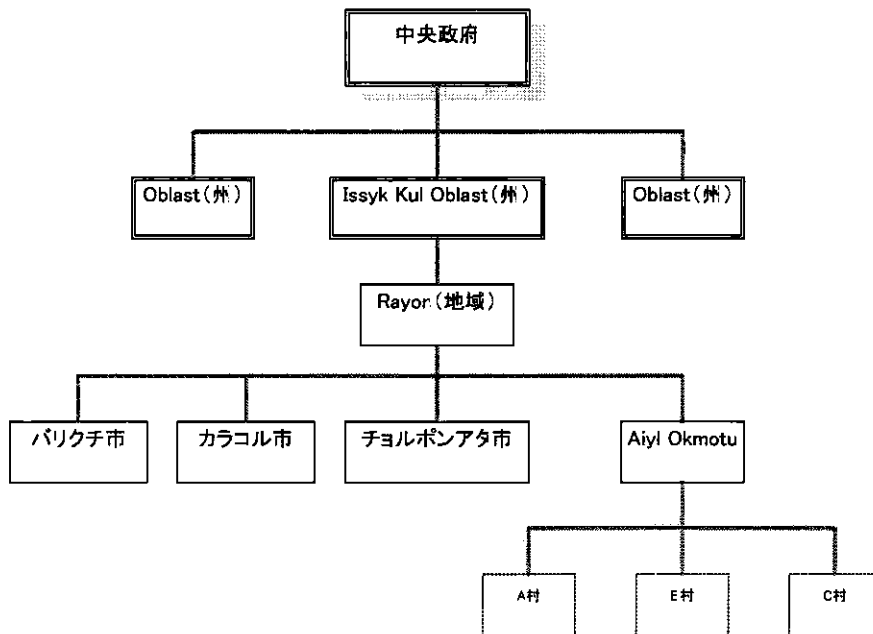 中央政府
Oblast(州)
Issyk Kul Oblast(州)
Oblast(州)
Rayon(地域)
バリクチ市
カラコル市
チョルポンアタ市
Aiyl Okmotu
A村
E村
C村